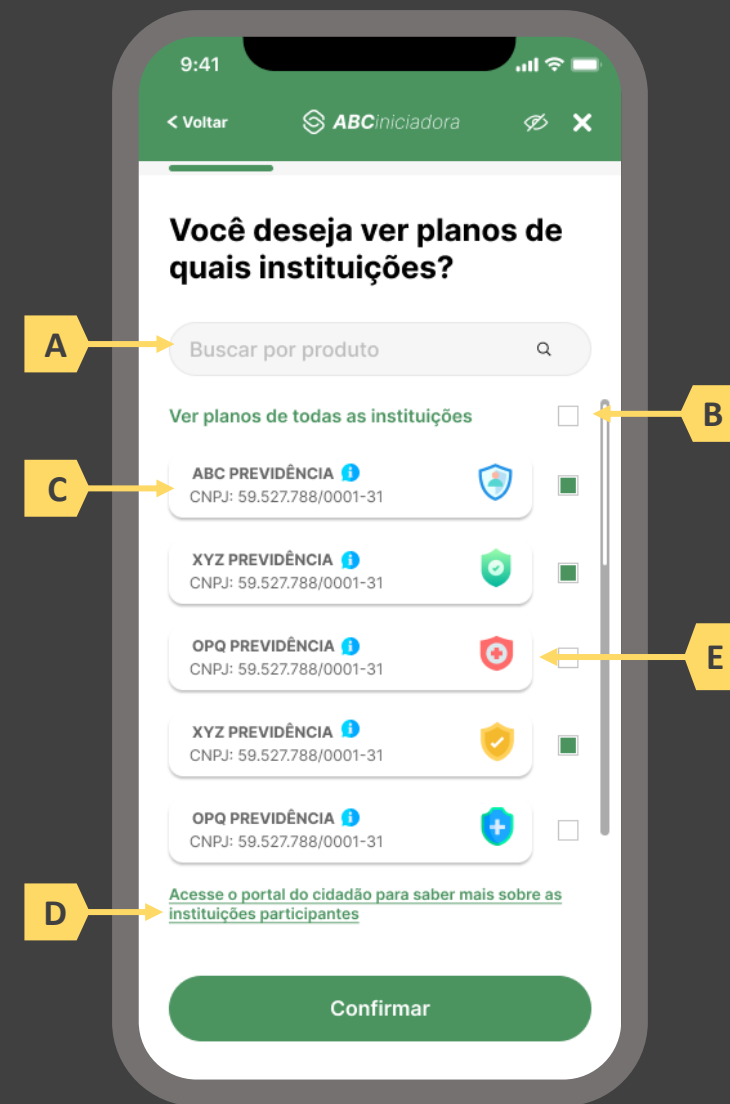 9:41
< Voltar
ABCiniciadora
Você deseja ver planos de
quais instituições?
A
Buscar por produto
Ver planos de todas as instituições
B
C
ABC PREVIDÊNCIA i
CNPJ: 59.527.788/0001-31
XYZ PREVIDÊNCIA i
CNPJ: 59.527.788/0001-31
OPQ PREVIDÊNCIA i
CNPJ: 59.527.788/0001-31
E
XYZ PREVIDÊNCIA i
CNPJ: 59.527.788/0001-31
OPQ PREVIDÊNCIA i
CNPJ: 59.527.788/0001-31
D
Acesse o portal do cidadão para saber mais sobre as
instituições participantes
Confirmar